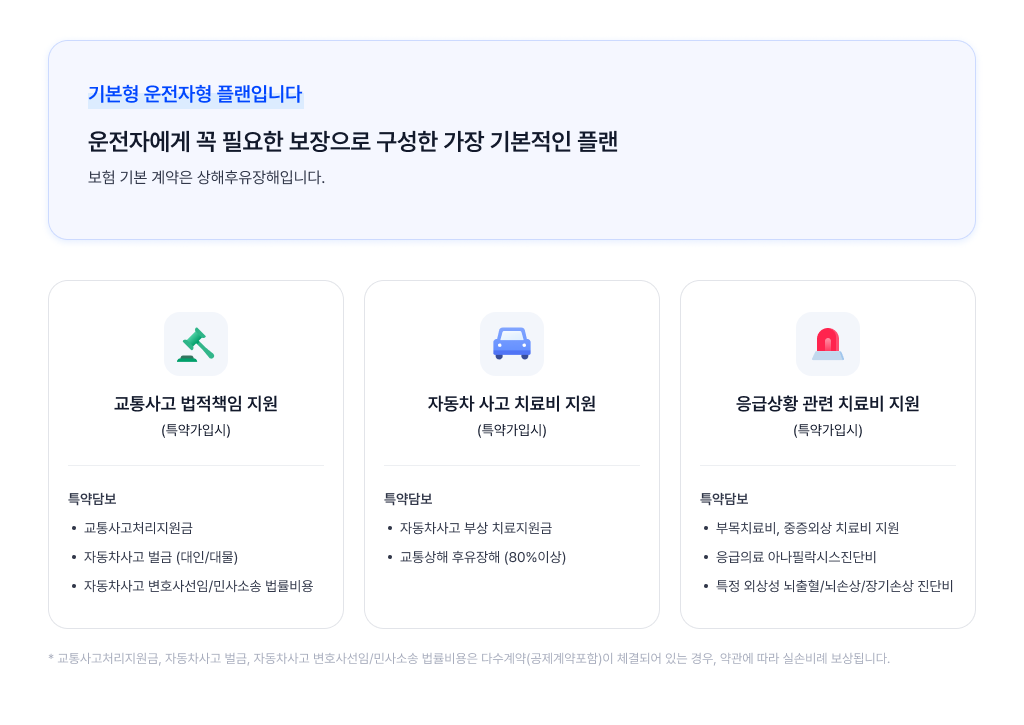 기본형 운전자형 플랜입니다
운전자에게 꼭 필요한 보장으로 구성한 가장 기본적인 플랜
보험 기본 계약은 상해후유장해입니다.
교통사고 법적책임 지원
(특약가입시)
특약담보
• 교통사고처리지원금
• 자동차사고 벌금 (대인/대물)
• 자동차사고 변호사선임/민사소송 법률비용
자동차 사고 치료비 지원
(특약가입시)
특약담보
• 자동차사고 부상 치료지원금
• 교통상해 후유장해 (80%이상)
응급상황 관련 치료비 지원
(특약가입시)
특약담보
• 부목치료비, 중증외상 치료비 지원
• 응급의료 아나필락시스진단비
• 특정 외상성 뇌출혈/뇌손상/장기손상 진단비
* 교통사고처리지원금, 자동차사고 벌금, 자동차사고 변호사선임/민사소송 법률비용은 다수계약(공제계약포함)이 체결되어 있는 경우, 약관에 따라 실손비례 보상됩니다.